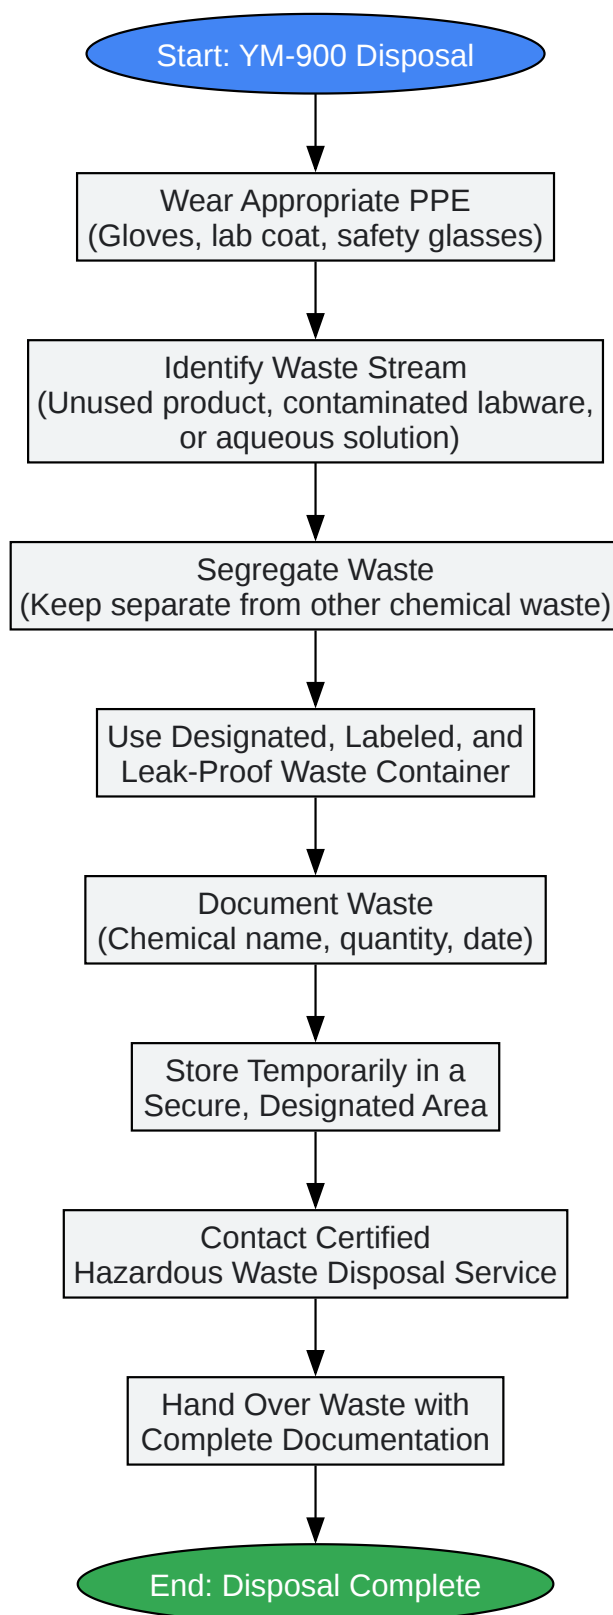 Start: YM-900 Disposal
Wear Appropriate PPE
(Gloves, lab coat, safety glasses)
Identify Waste Stream
(Unused product, contaminated labware,
or aqueous solution)
Segregate Waste
(Keep separate from other chemical waste)
Use Designated, Labeled, and
Leak-Proof Waste Container
Document Waste
(Chemical name, quantity, date)
Store Temporarily in a
Secure, Designated Area
Contact Certified
Hazardous Waste Disposal Service
Hand Over Waste with
Complete Documentation
End: Disposal Complete